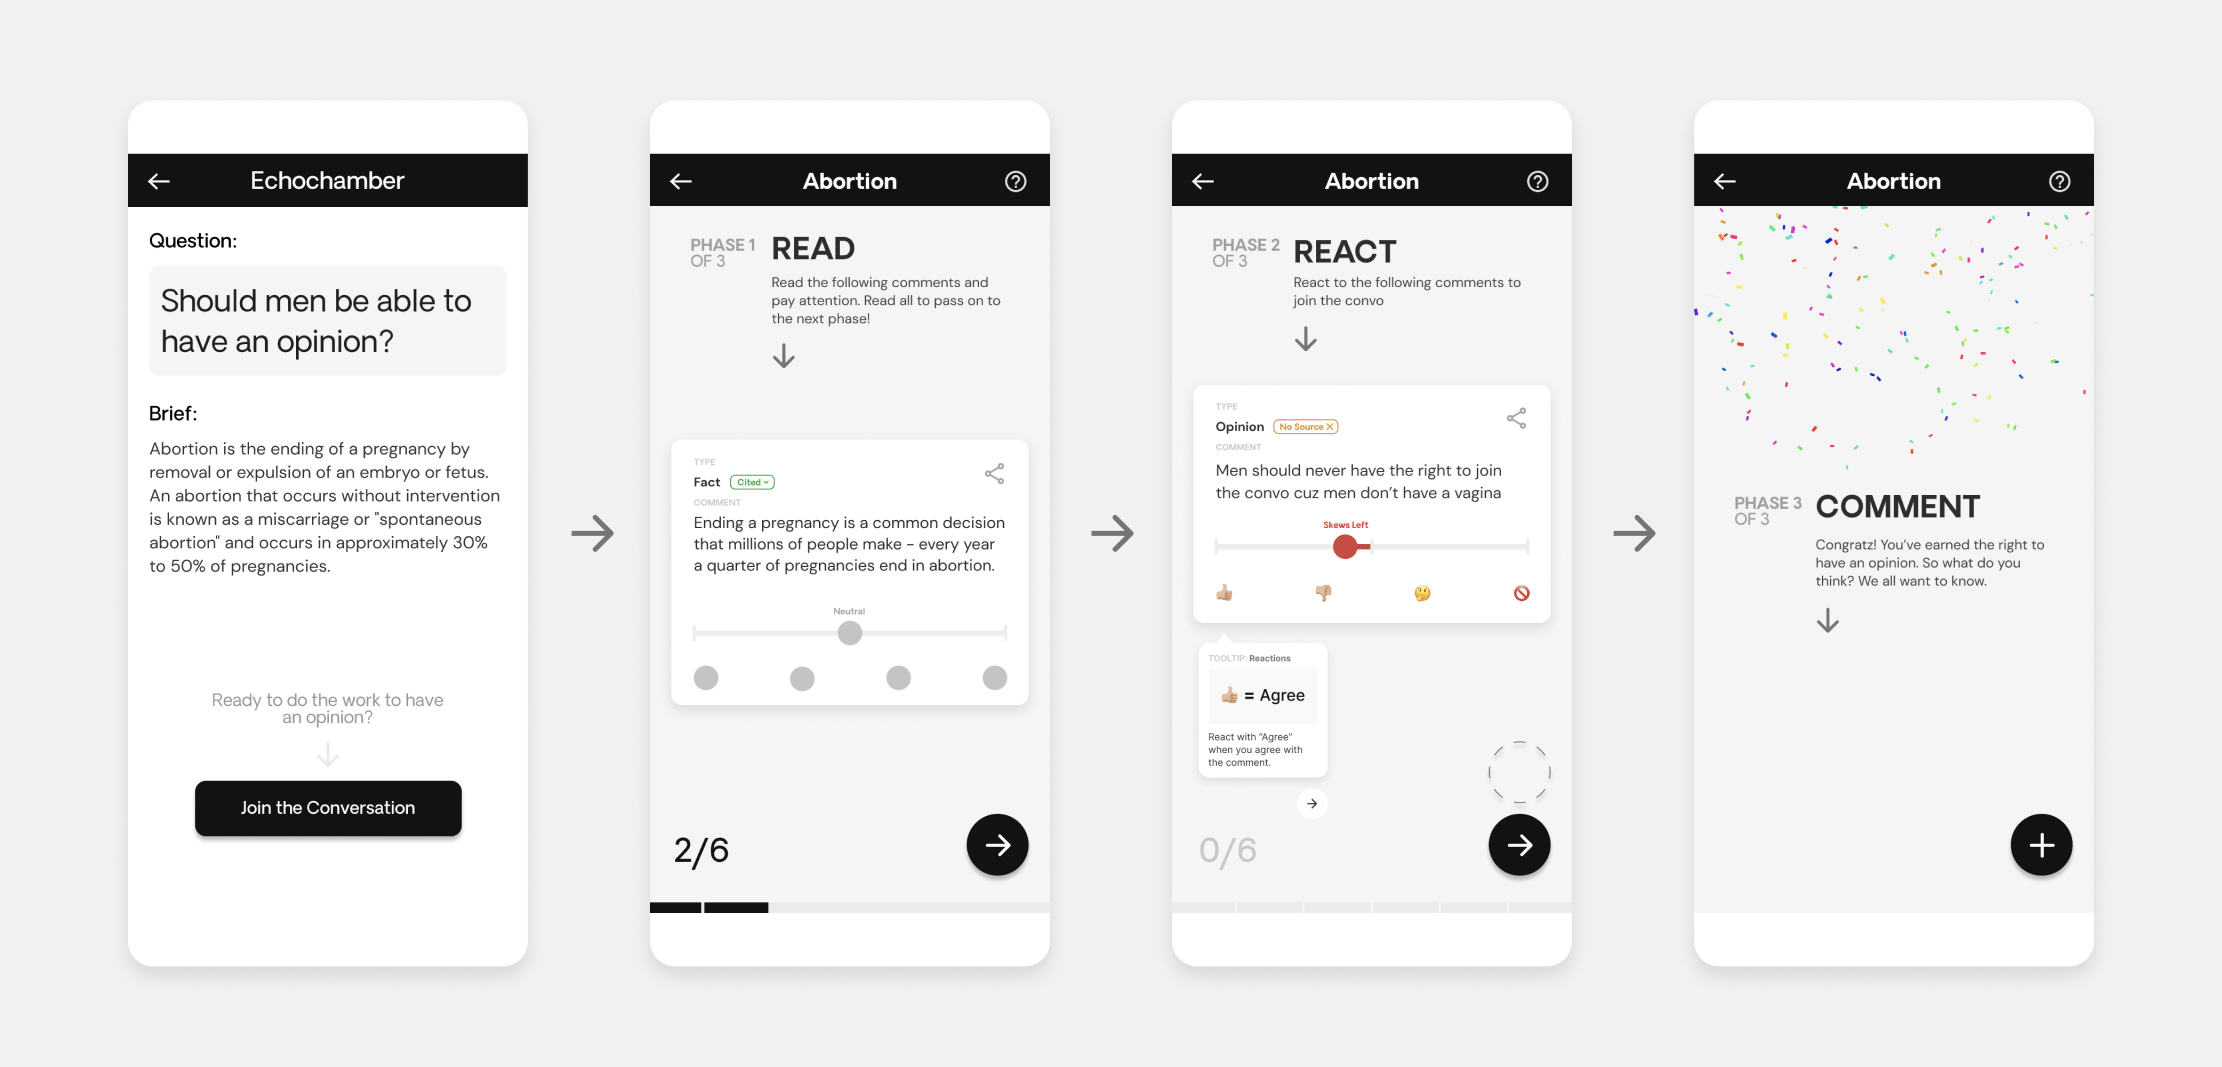 Echochamber
Question:
Should men be able to
have an opinion?
Brief:
Abortion is the ending of a pregnancy by
removal or expulsion of an embryo or fetus.
An abortion that occurs without intervention
is known as a miscarriage or "spontaneous
abortion" and occurs in approximately 30%
to 50% of pregnancies.
Ready to do the work to have
an opinion?
Join the Conversation
Abortion
PHASE 1
OF 3
READ
Read the following comments and
pay attention. Read all to pass on to
the next phase!
TYPE
Fact Cited
COMMENT
Ending a pregnancy is a common decision
that millions of people make - every year
a quarter of pregnancies end in abortion.
Neutral
2/6
Abortion
PHASE 2
OF 3
REACT
React to the following comments to
join the convo
TYPE
Opinion No Source X
COMMENT
Men should never have the right to join
the convo cuz men don't have a vagina
Skews Left
TOOLTIP: Reactions
👍🏼 = Agree
React with "Agree"
when you agree with
the comment.
0/6
Abortion
PHASE 3
OF 3
COMMENT
Congratz! You've earned the right to
have an opinion. So what do you
think? We all want to know.